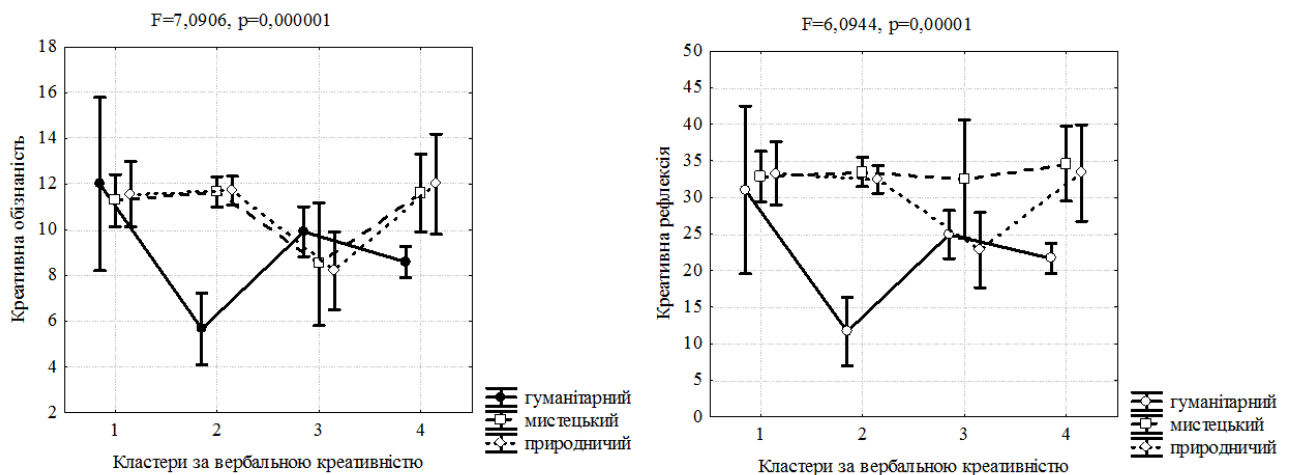 F=7,0906, p=0,000001
Креативна обізнаність
18
16
14
12
10
8
6
4
2
1 2 3 4
Кластери за вербальною креативністю
гуманітарний
мистецький
природничий
F=6,0944, p=0,00001
Креативна рефлексія
50
45
40
35
30
25
20
15
10
5
0
1 2 3 4
Кластери за вербальною креативністю
гуманітарний
мистецький
природничий